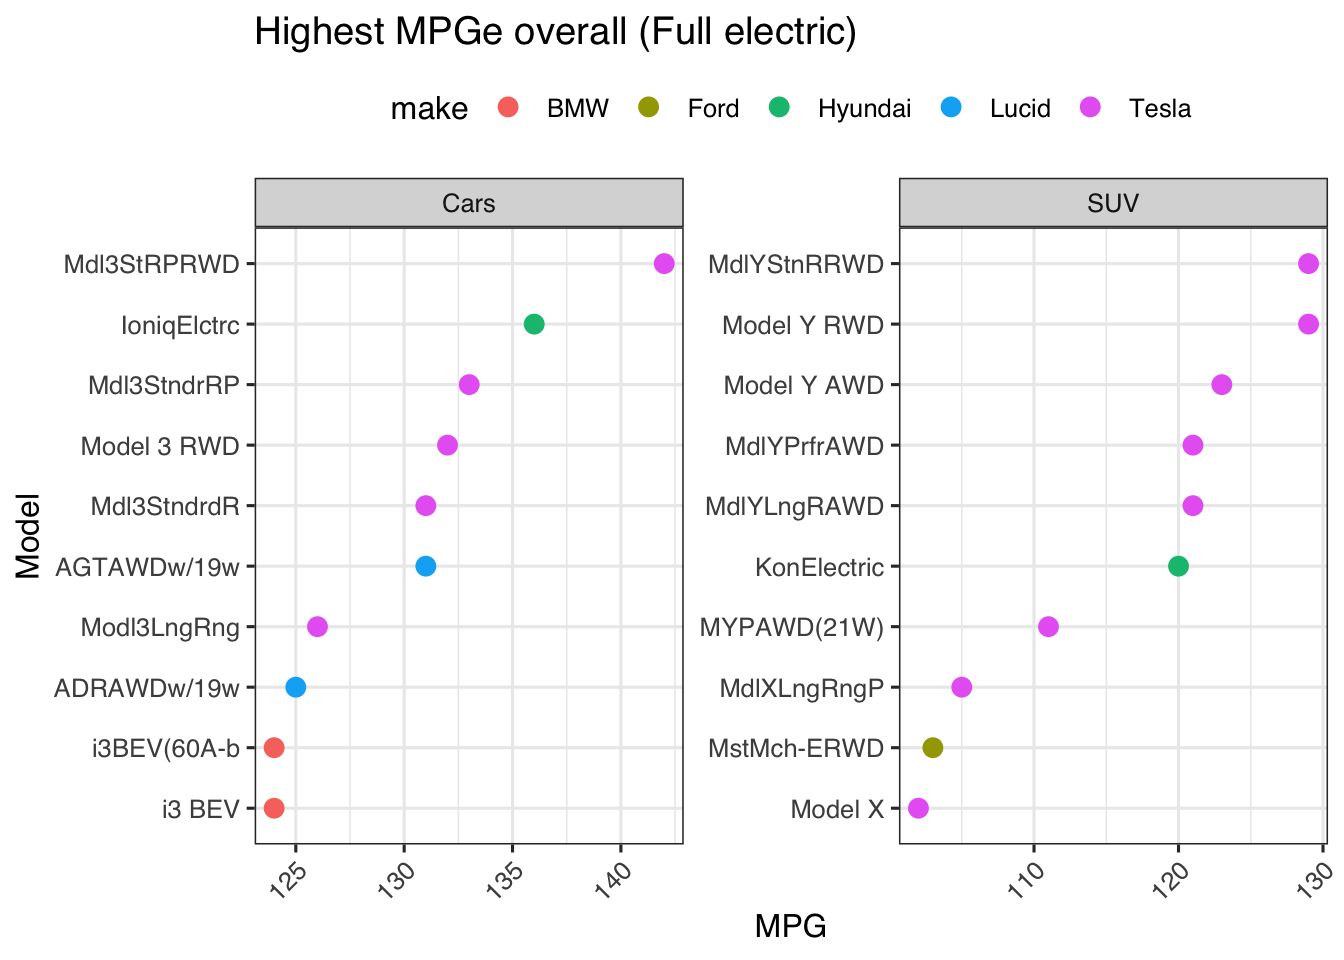 Highest MPGe overall (Full electric)
make BMW Ford Hyundai Lucid Tesla
Cars
Mdl3StRPRWD
IoniqElctrc
Mdl3StndrRP
Model 3 RWD
Mdl3StndrdR
AGTAWDw/19w
Modl3LngRng
ADRAWDw/19w
i3BEV(60A-b
i3 BEV
125 130 135 140
SUV
MdlYStnRRWD
Model Y RWD
Model Y AWD
MdlYPrfrAWD
MdlYLngRAWD
KonElectric
MYPAWD(21W)
MdlXLngRngP
MstMch-ERWD
Model X
110 120 130
Model
MPG